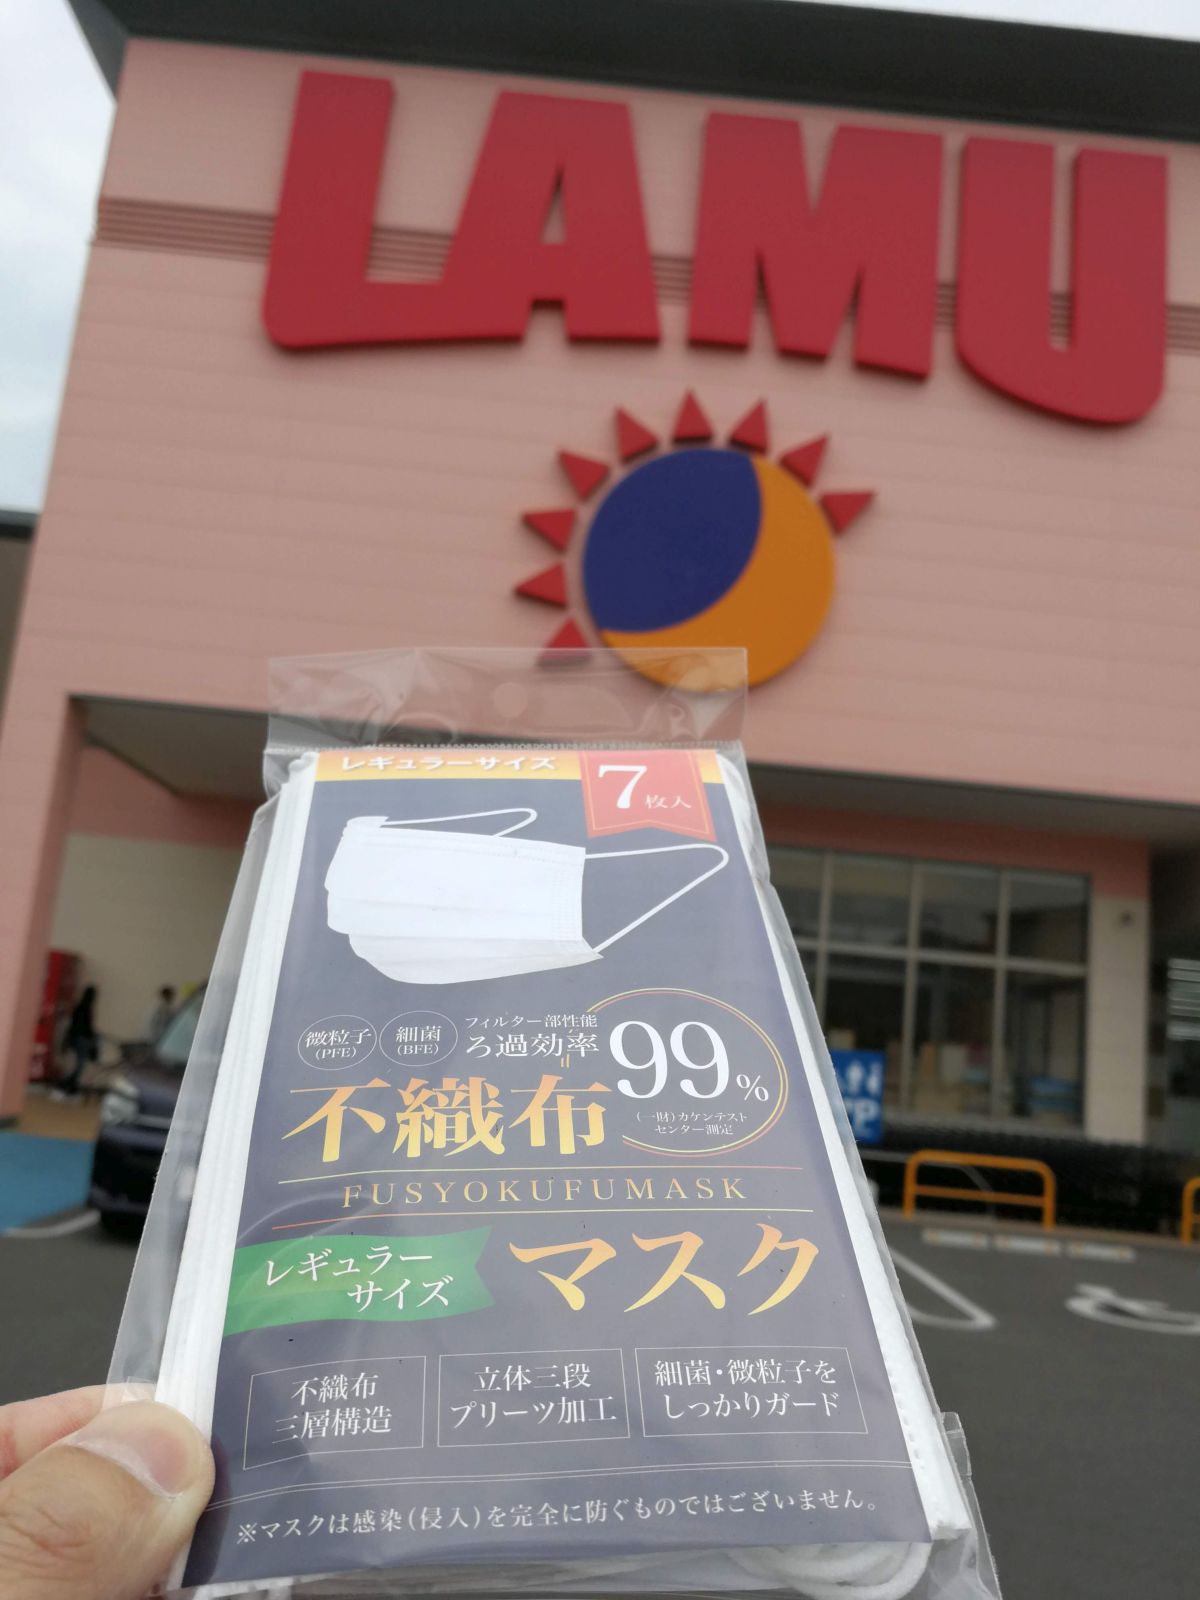 LAMU
レギュラーサイズ
7枚入
微粒子
(PFE)
細菌
(BFE)
フィルター部性能
ろ過効率
99%
(一財)カケンテスト
センター測定
不織布
FUSYOKUFUMASK
レギュラー
サイズ
マスク
不織布
三層構造
立体三段
プリーツ加工
細菌・微粒子を
しっかりガード
※マスクは感染(侵入)を完全に防ぐものではございません。